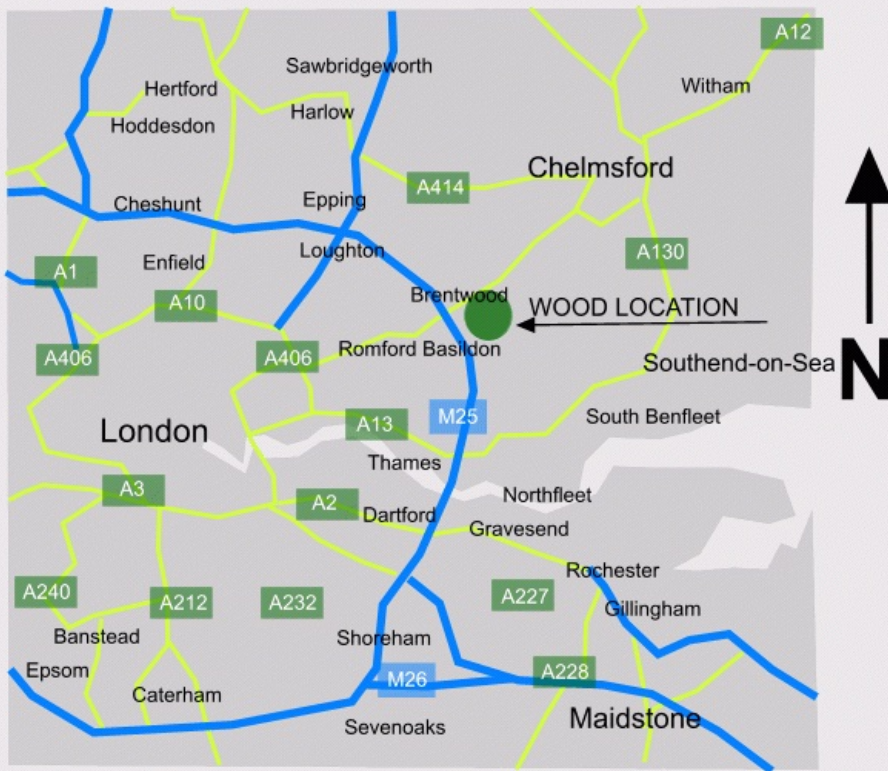 A12
Sawbridgeworth
Hertford
Witham
Harlow
Hoddesdon
Chelmsford
A414
Epping
Cheshunt
Loughton
A130
Enfield
A1
Brentwood
A10
WOOD LOCATION
Romford Basildon
A406
A406
Southend-on-Sea
N
M25
South Benfleet
A13
London
Thames
A3
Northfleet
A2
Dartford
Gravesend
Rochester
A240
A212
A232
A227
Gillingham
Banstead
Shoreham
Epsom
A228
M26
Caterham
Maidstone
Sevenoaks